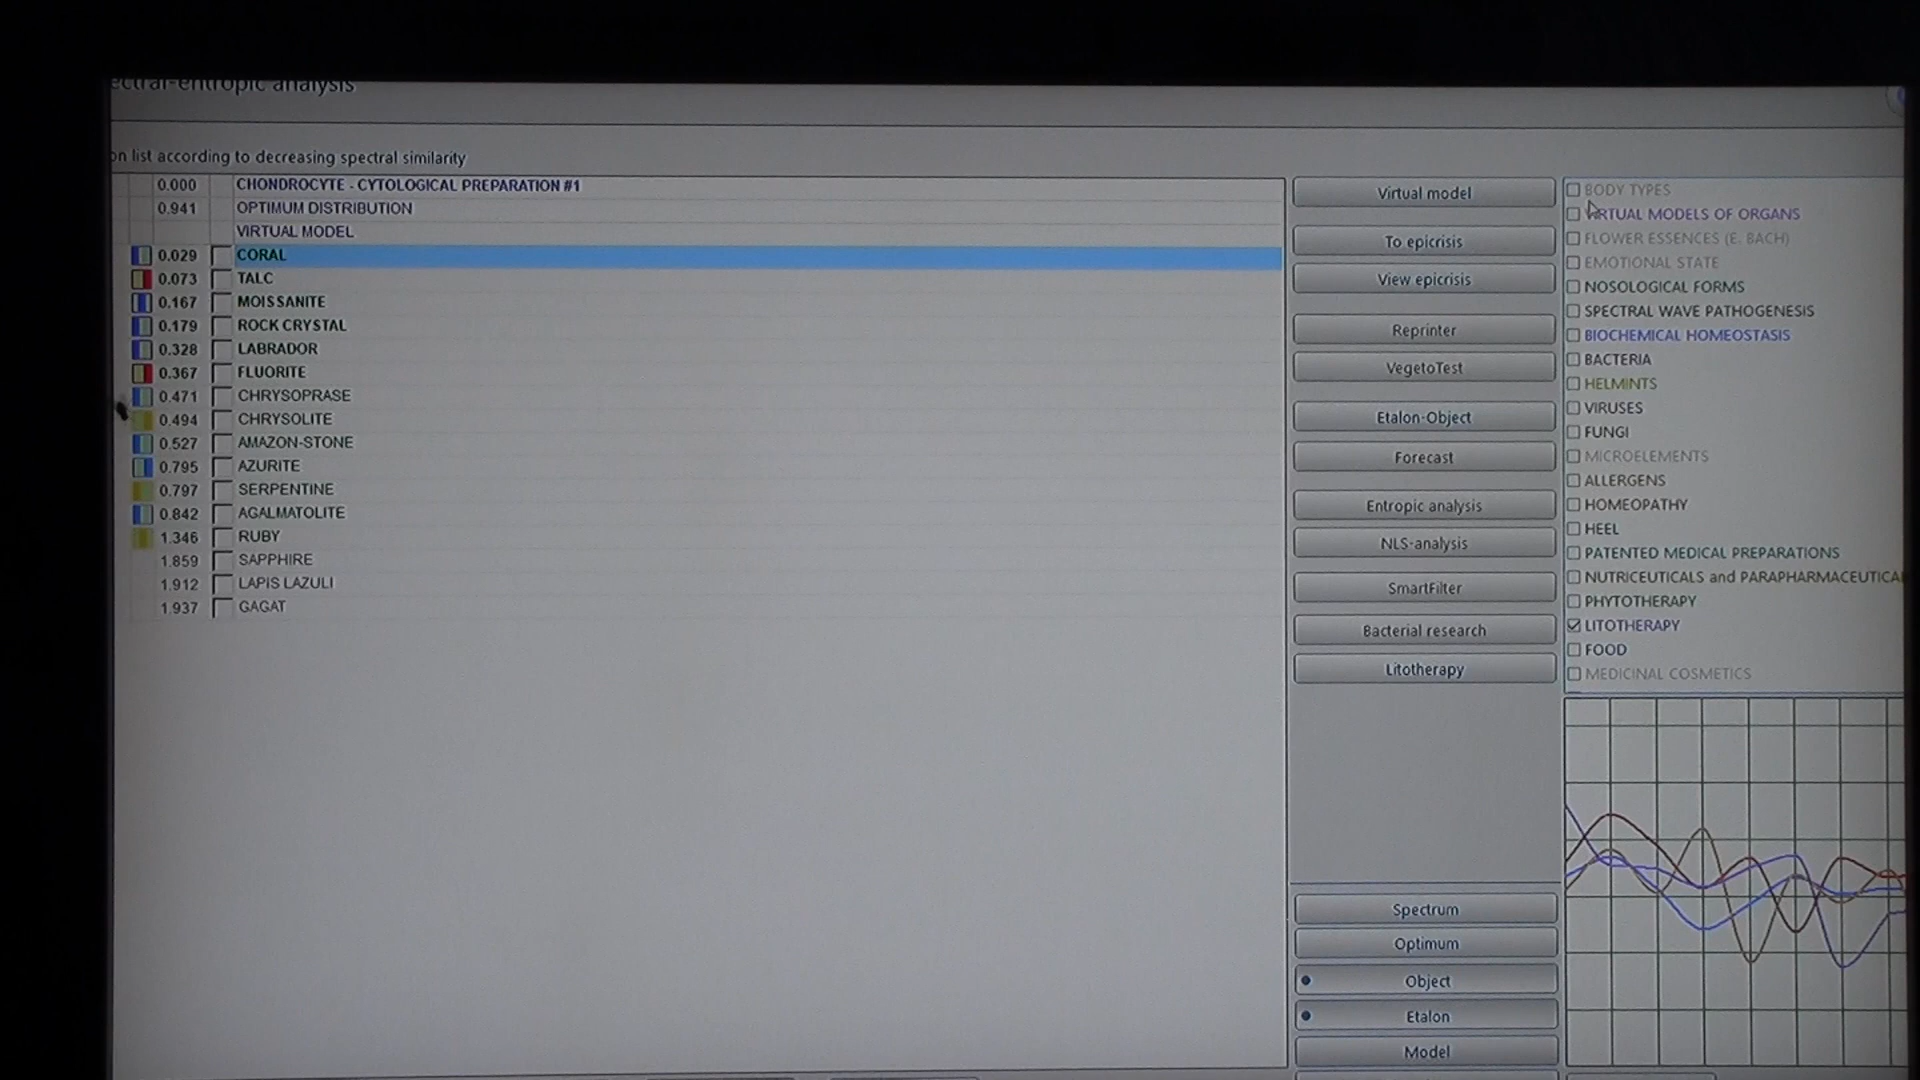 ectral-entropic analysis
on list according to decreasing spectral similarity
0.000 CHONDROCYTE - CYTOLOGICAL PREPARATION #1
0.941 OPTIMUM DISTRIBUTION
VIRTUAL MODEL
0.029 CORAL
0.073 TALC
0.167 MOISSANITE
0.179 ROCK CRYSTAL
0.328 LABRADOR
0.367 FLUORITE
0.471 CHRYSOPRASE
0.494 CHRYSOLITE
0.527 AMAZON-STONE
0.795 AZURITE
0.797 SERPENTINE
0.842 AGALMATOLITE
1.346 RUBY
1.859 SAPPHIRE
1.912 LAPIS LAZULI
1.937 GAGAT
Virtual model
To epicrisis
View epicrisis
Reprinter
VegetoTest
Etalon-Object
Forecast
Entropic analysis
NLS-analysis
SmartFilter
Bacterial research
Litotherapy
Spectrum
Optimum
Object
Etalon
Model
BODY TYPES
VIRTUAL MODELS OF ORGANS
FLOWER ESSENCES (E. BACH)
EMOTIONAL STATE
NOSOLOGICAL FORMS
SPECTRAL WAVE PATHOGENESIS
BIOCHEMICAL HOMEOSTASIS
BACTERIA
HELMINTS
VIRUSES
FUNGI
MICROELEMENTS
ALLERGENS
HOMEOPATHY
HEEL
PATENTED MEDICAL PREPARATIONS
NUTRICEUTICALS and PARAPHARMACEUTICA
PHYTOTHERAPY
LITOTHERAPY
FOOD
MEDICINAL COSMETICS